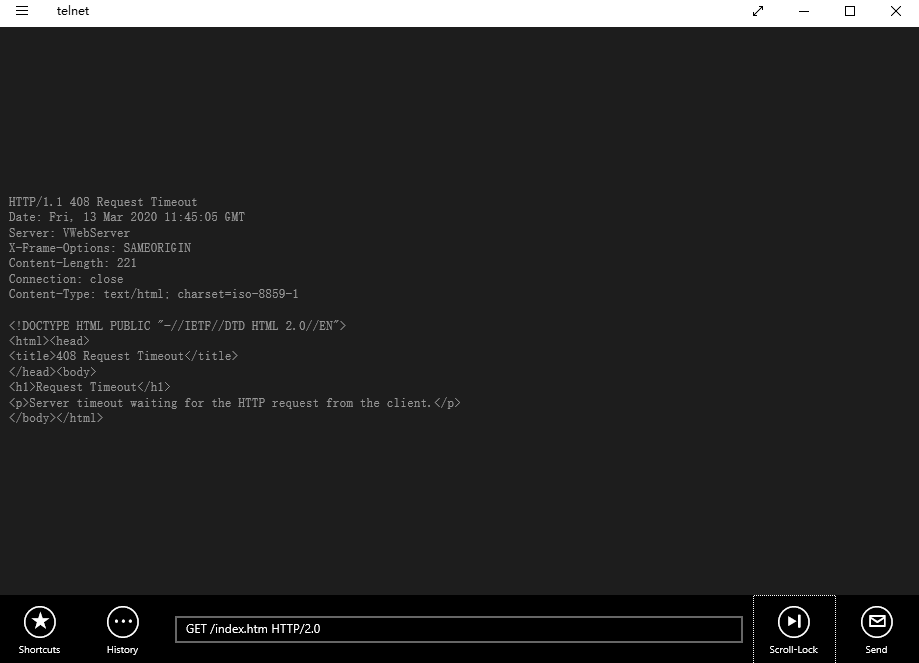 telnet
HTTP/1.1 408 Request Timeout
Date: Fri, 13 Mar 2020 11:45:05 GMT
Server: VWebServer
X-Frame-Options: SAMEORIGIN
Content-Length: 221
Connection: close
Content-Type: text/html; charset=iso-8859-1

<!DOCTYPE HTML PUBLIC "-//IETF//DTD HTML 2.0//EN">
<html><head>
<title>408 Request Timeout</title>
</head><body>
<h1>Request Timeout</h1>
<p>Server timeout waiting for the HTTP request from the client.</p>
</body></html>
GET /index.htm HTTP/2.0
Shortcuts
History
Scroll-Lock
Send